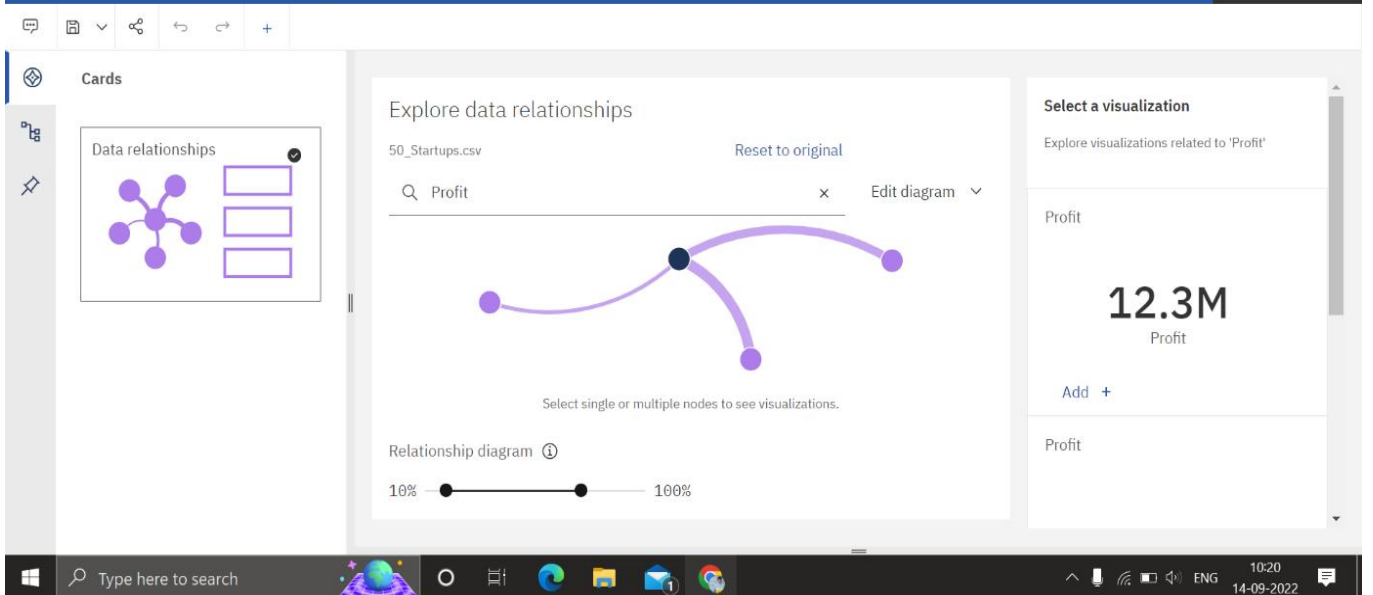 Cards
Data relationships
Explore data relationships
50_Startups.csv
Reset to original
Profit
Edit diagram
Select single or multiple nodes to see visualizations.
Relationship diagram
10%
100%
Select a visualization
Explore visualizations related to 'Profit'
Profit
12.3M
Profit
Add +
Profit
Type here to search
1
ENG
10:20
14-09-2022